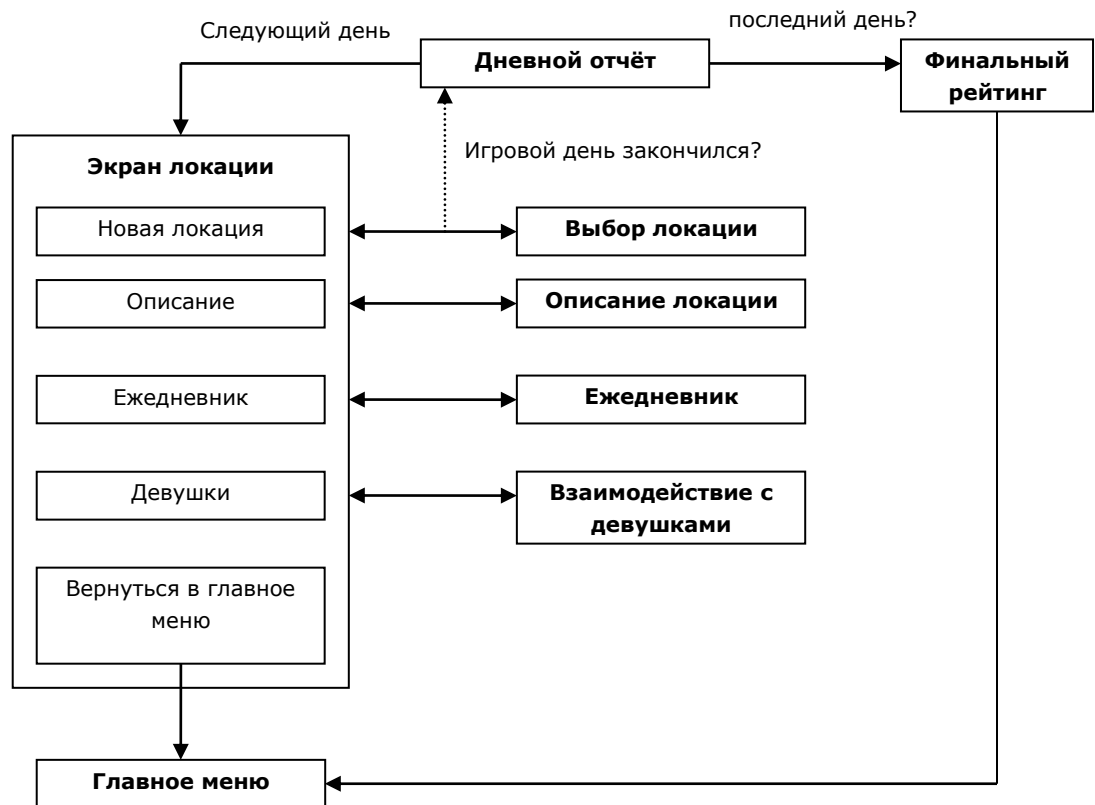 последний день?
Следующий день
Дневной отчёт
Финальный
рейтинг
Игровой день закончился?
Экран локации
Новая локация
Выбор локации
Описание
Описание локации
Ежедневник
Ежедневник
Девушки
Взаимодействие с
девушками
Вернуться в главное
меню
Главное меню